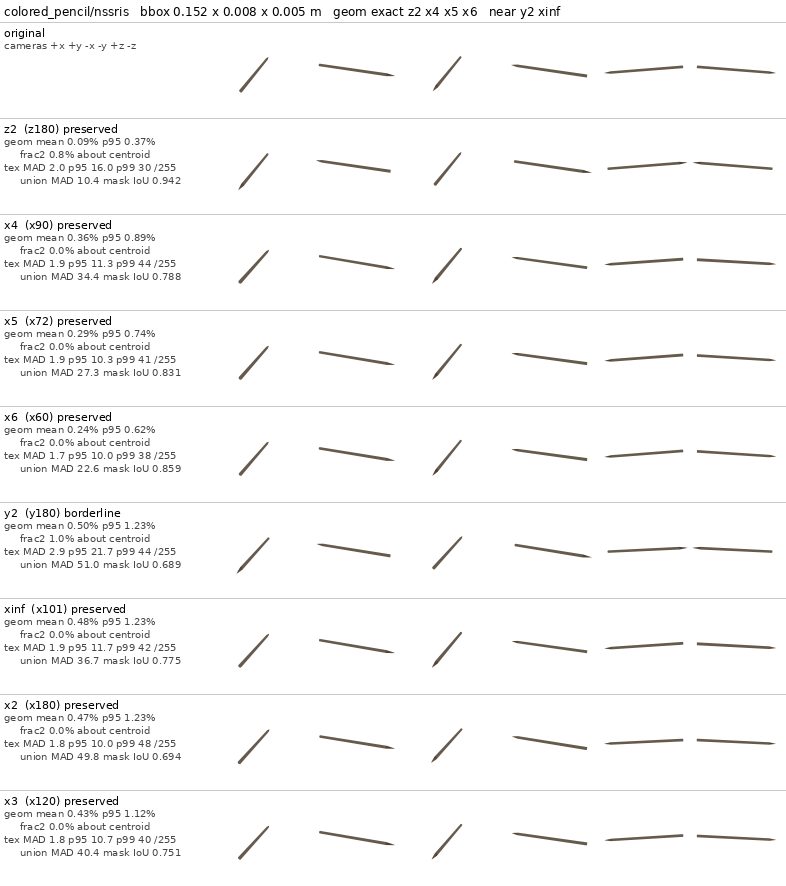 colored_pencil/nssris   bbox 0.152 x 0.008 x 0.005 m   geom exact z2 x4 x5 x6   near y2 xinf
original
cameras +x +y -x -y +z -z
z2  (z180) preserved
geom mean 0.09% p95 0.37%
frac2 0.8% about centroid
tex MAD 2.0 p95 16.0 p99 30 /255
union MAD 10.4 mask IoU 0.942
x4  (x90) preserved
geom mean 0.36% p95 0.89%
frac2 0.0% about centroid
tex MAD 1.9 p95 11.3 p99 44 /255
union MAD 34.4 mask IoU 0.788
x5  (x72) preserved
geom mean 0.29% p95 0.74%
frac2 0.0% about centroid
tex MAD 1.9 p95 10.3 p99 41 /255
union MAD 27.3 mask IoU 0.831
x6  (x60) preserved
geom mean 0.24% p95 0.62%
frac2 0.0% about centroid
tex MAD 1.7 p95 10.0 p99 38 /255
union MAD 22.6 mask IoU 0.859
y2  (y180) borderline
geom mean 0.50% p95 1.23%
frac2 1.0% about centroid
tex MAD 2.9 p95 21.7 p99 44 /255
union MAD 51.0 mask IoU 0.689
xinf  (x101) preserved
geom mean 0.48% p95 1.23%
frac2 0.0% about centroid
tex MAD 1.9 p95 11.7 p99 42 /255
union MAD 36.7 mask IoU 0.775
x2  (x180) preserved
geom mean 0.47% p95 1.23%
frac2 0.0% about centroid
tex MAD 1.8 p95 10.0 p99 48 /255
union MAD 49.8 mask IoU 0.694
x3  (x120) preserved
geom mean 0.43% p95 1.12%
frac2 0.0% about centroid
tex MAD 1.8 p95 10.7 p99 40 /255
union MAD 40.4 mask IoU 0.751